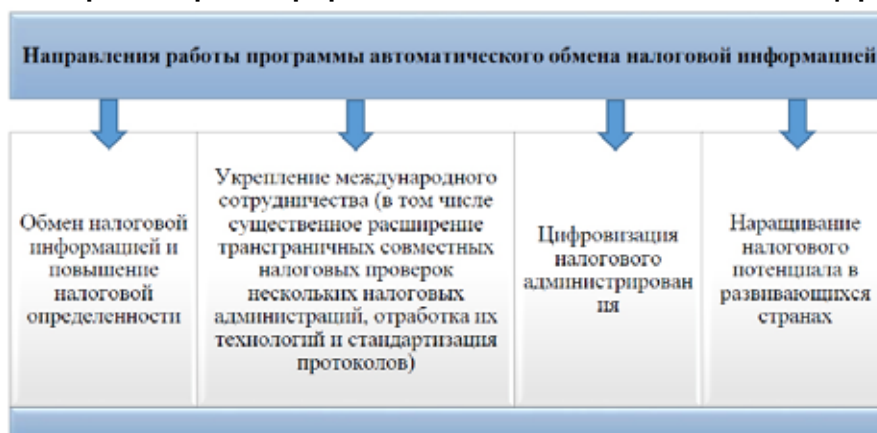 Направления работы программы автоматического обмена налоговой информацией
Обмен налоговой
информацией и
повышение
налоговой
определенности
Укрепление международного
сотрудничества (в том числе
существенное расширение
трансграничных совместных
налоговых проверок
нескольких налоговых
администраций, отработка их
технологий и стандартизация
протоколов)
Цифровизация
налогового
администрирован
ия
Наращивание
налогового
потенциала в
развивающихся
странах